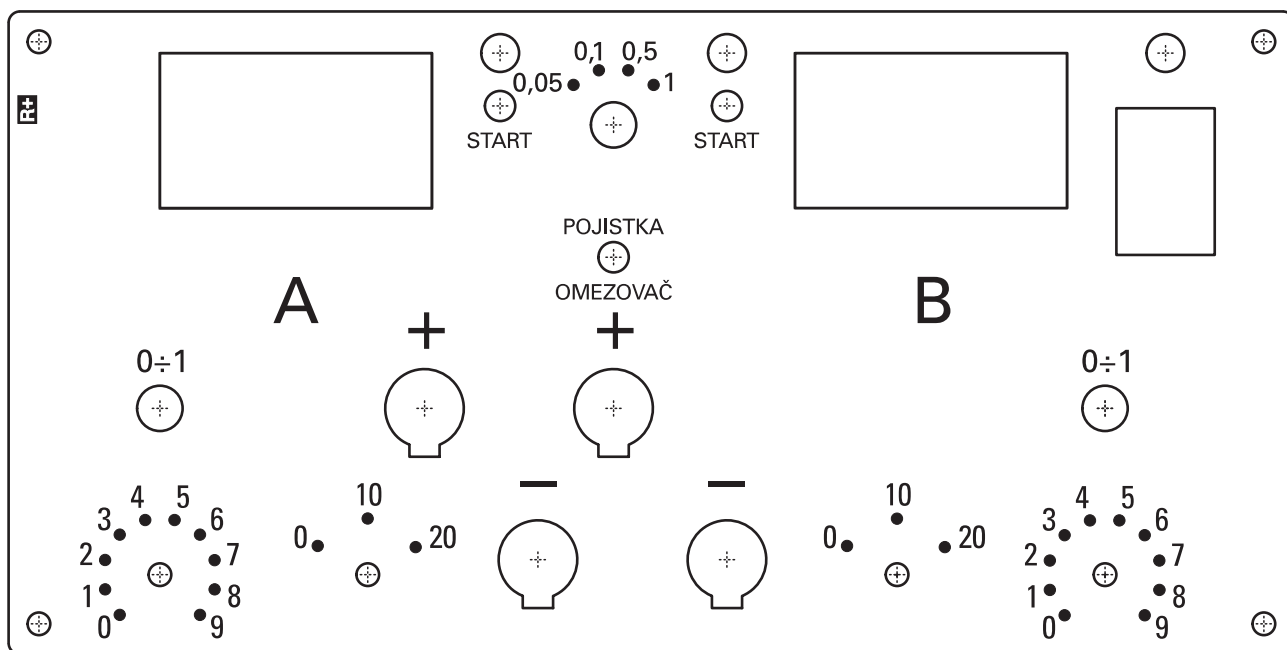 0,1 0,5
0,05 1
R+
START START
POJISTKA
OMEZOVAČ
A B
+ +
0÷1 0÷1
− −
10 10
0 20 0 20
4 5 4 5
3 6 3 6
2 7 2 7
1 8 1 8
0 9 0 9